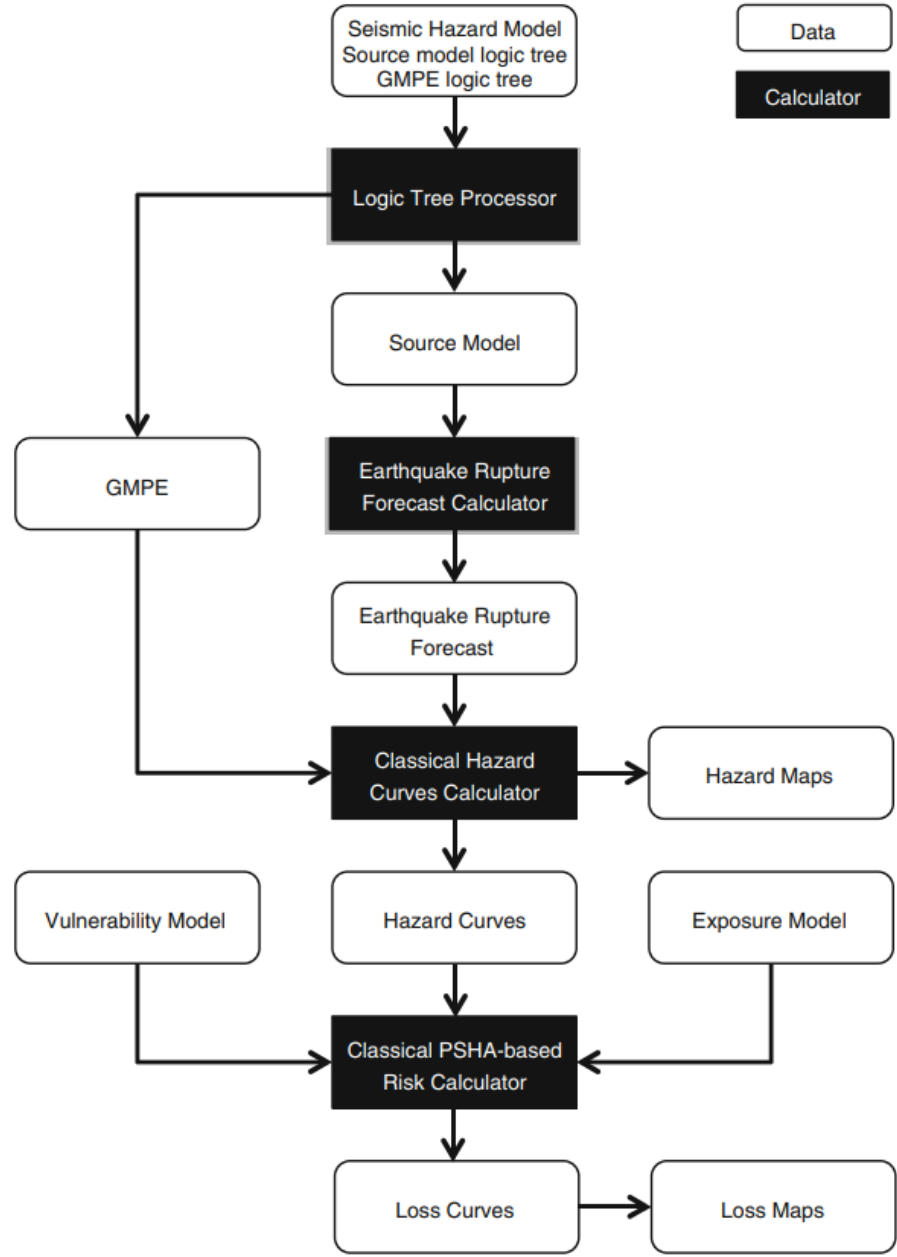 Seismic Hazard Model
Source model logic tree
GMPE logic tree
Data
Calculator
Logic Tree Processor
Source Model
GMPE
Earthquake Rupture
Forecast Calculator
Earthquake Rupture
Forecast
Classical Hazard
Curves Calculator
Hazard Maps
Vulnerability Model
Hazard Curves
Exposure Model
Classical PSHA-based
Risk Calculator
Loss Curves
Loss Maps